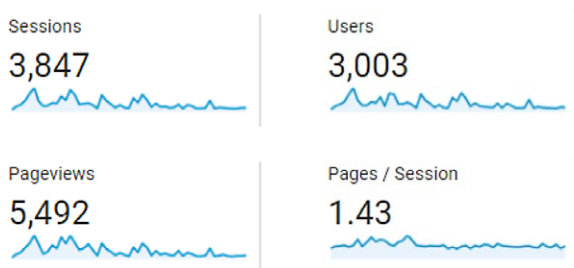 Sessions
3,847
Users
3,003
Pageviews
5,492
Pages / Session
1.43